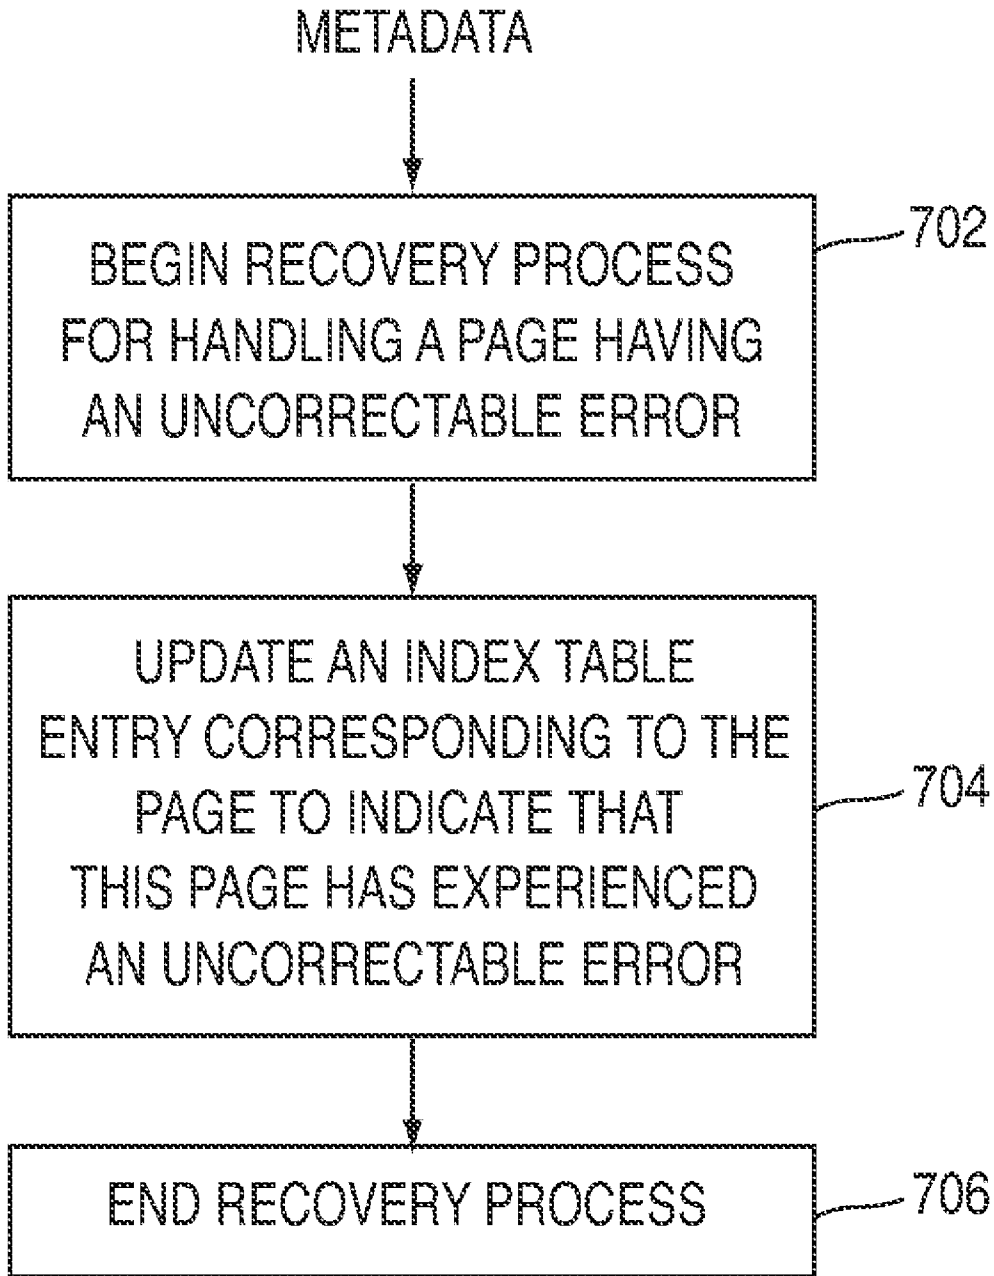 METADATA
BEGIN RECOVERY PROCESS
FOR HANDLING A PAGE HAVING
AN UNCORRECTABLE ERROR
702
UPDATE AN INDEX TABLE
ENTRY CORRESPONDING TO THE
PAGE TO INDICATE THAT
THIS PAGE HAS EXPERIENCED
AN UNCORRECTABLE ERROR
704
END RECOVERY PROCESS
706